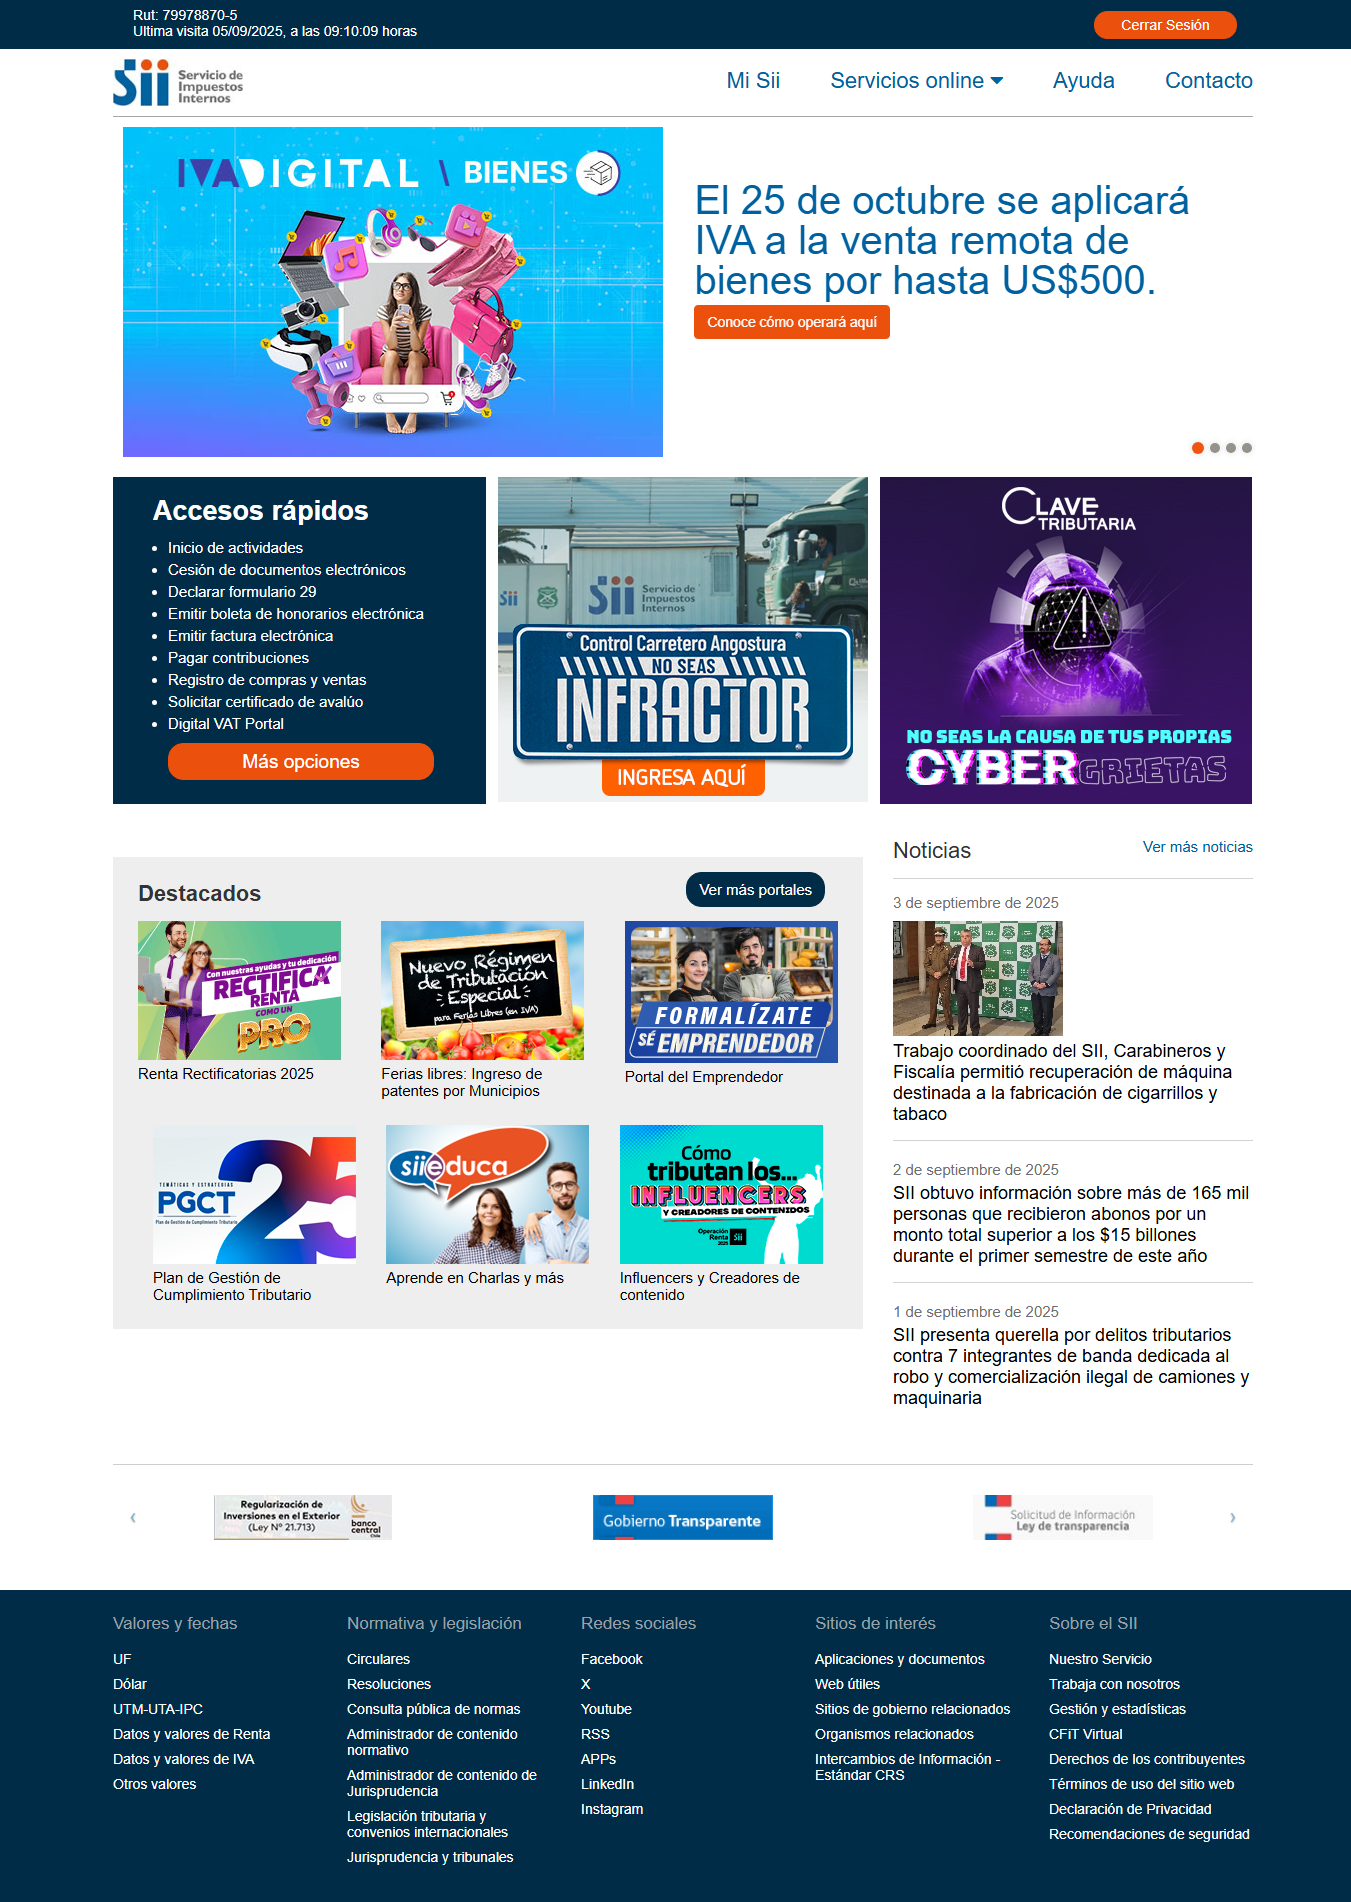 Rut: 79978870-5
Ultima visita 05/09/2025, a las 09:10:09 horas
Cerrar Sesión
Sii Servicio de
Impuestos
Internos
Mi Sii
Servicios online
Ayuda
Contacto
IVADIGITAL \ BIENES
El 25 de octubre se aplicará
IVA a la venta remota de
bienes por hasta US$500.
Conoce cómo operará aquí
Accesos rápidos
Inicio de actividades
Cesión de documentos electrónicos
Declarar formulario 29
Emitir boleta de honorarios electrónica
Emitir factura electrónica
Pagar contribuciones
Registro de compras y ventas
Solicitar certificado de avalúo
Digital VAT Portal
Más opciones
Sii
Sii Servicio de
Impuestos
Internos
Control Carretero Angostura
NO SEAS
INFRACTOR
INGRESA AQUÍ
CLAVE
TRIBUTARIA
NO SEAS LA CAUSA DE TUS PROPIAS
CYBERGRIETAS
Destacados
Ver más portales
Con nuestras ayudas y tu dedicación
RECTIFICA
RENTA
COMO UN
PRO
Renta Rectificatorias 2025
Nuevo Régimen
de Tributación
Especial
para Ferias Libres (en IVA)
Ferias libres: Ingreso de
patentes por Municipios
FORMALÍZATE
SÉ EMPRENDEDOR
Portal del Emprendedor
TEMÁTICAS Y ESTRATEGIAS
PGCT
Plan de Gestión de Cumplimiento Tributario
25
Plan de Gestión de
Cumplimiento Tributario
siieduca
Aprende en Charlas y más
Cómo
tributan los...
INFLUENCERS
Y CREADORES DE CONTENIDOS
Operación
Renta
2025
Sii
Influencers y Creadores de
contenido
Noticias
Ver más noticias
3 de septiembre de 2025
Trabajo coordinado del SII, Carabineros y
Fiscalía permitió recuperación de máquina
destinada a la fabricación de cigarrillos y
tabaco
2 de septiembre de 2025
SII obtuvo información sobre más de 165 mil
personas que recibieron abonos por un
monto total superior a los $15 billones
durante el primer semestre de este año
1 de septiembre de 2025
SII presenta querella por delitos tributarios
contra 7 integrantes de banda dedicada al
robo y comercialización ilegal de camiones y
maquinaria
‹
Regularización de
Inversiones en el Exterior
(Ley N° 21.713)
banco
central
Chile
Gobierno Transparente
Solicitud de Información
Ley de transparencia
›
Valores y fechas
UF
Dólar
UTM-UTA-IPC
Datos y valores de Renta
Datos y valores de IVA
Otros valores
Normativa y legislación
Circulares
Resoluciones
Consulta pública de normas
Administrador de contenido
normativo
Administrador de contenido de
Jurisprudencia
Legislación tributaria y
convenios internacionales
Jurisprudencia y tribunales
Redes sociales
Facebook
X
Youtube
RSS
APPs
LinkedIn
Instagram
Sitios de interés
Aplicaciones y documentos
Web útiles
Sitios de gobierno relacionados
Organismos relacionados
Intercambios de Información -
Estándar CRS
Sobre el SII
Nuestro Servicio
Trabaja con nosotros
Gestión y estadísticas
CFiT Virtual
Derechos de los contribuyentes
Términos de uso del sitio web
Declaración de Privacidad
Recomendaciones de seguridad